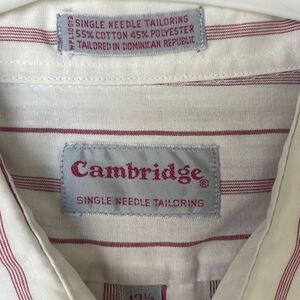 SINGLE NEEDLE TAILORING
55% COTTON 45% POLYESTER
TAILORED IN DOMINICAN REPUBLIC
Cambridge®
SINGLE NEEDLE TAILORING